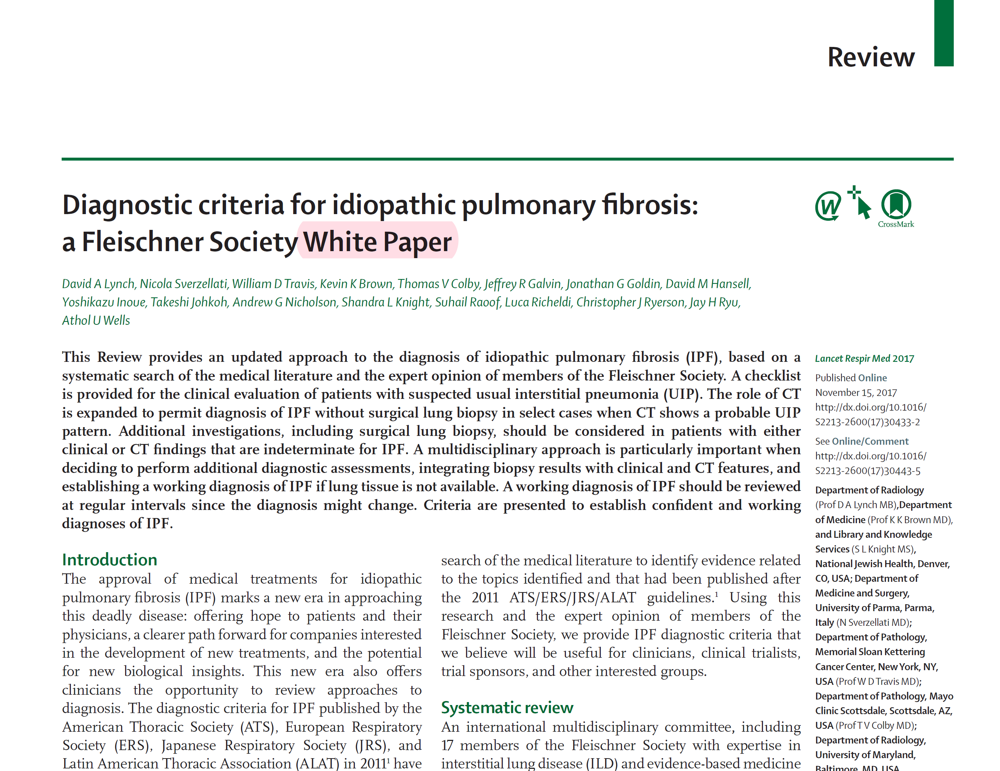 Review
Diagnostic criteria for idiopathic pulmonary fibrosis:
a Fleischner Society White Paper
W
CrossMark
David A Lynch, Nicola Sverzellati, William D Travis, Kevin K Brown, Thomas V Colby, Jeffrey R Galvin, Jonathan G Goldin, David M Hansell,
Yoshikazu Inoue, Takeshi Johkoh, Andrew G Nicholson, Shandra L Knight, Suhail Raoof, Luca Richeldi, Christopher J Ryerson, Jay H Ryu,
Athol U Wells
This Review provides an updated approach to the diagnosis of idiopathic pulmonary fibrosis (IPF), based on a
systematic search of the medical literature and the expert opinion of members of the Fleischner Society. A checklist
is provided for the clinical evaluation of patients with suspected usual interstitial pneumonia (UIP). The role of CT
is expanded to permit diagnosis of IPF without surgical lung biopsy in select cases when CT shows a probable UIP
pattern. Additional investigations, including surgical lung biopsy, should be considered in patients with either
clinical or CT findings that are indeterminate for IPF. A multidisciplinary approach is particularly important when
deciding to perform additional diagnostic assessments, integrating biopsy results with clinical and CT features, and
establishing a working diagnosis of IPF if lung tissue is not available. A working diagnosis of IPF should be reviewed
at regular intervals since the diagnosis might change. Criteria are presented to establish confident and working
diagnoses of IPF.
Introduction
The approval of medical treatments for idiopathic
pulmonary fibrosis (IPF) marks a new era in approaching
this deadly disease: offering hope to patients and their
physicians, a clearer path forward for companies interested
in the development of new treatments, and the potential
for new biological insights. This new era also offers
clinicians the opportunity to review approaches to
diagnosis. The diagnostic criteria for IPF published by the
American Thoracic Society (ATS), European Respiratory
Society (ERS), Japanese Respiratory Society (JRS), and
Latin American Thoracic Association (ALAT) in 2011¹ have
search of the medical literature to identify evidence related
to the topics identified and that had been published after
the 2011 ATS/ERS/JRS/ALAT guidelines.¹ Using this
research and the expert opinion of members of the
Fleischner Society, we provide IPF diagnostic criteria that
we believe will be useful for clinicians, clinical trialists,
trial sponsors, and other interested groups.
Systematic review
An international multidisciplinary committee, including
17 members of the Fleischner Society with expertise in
interstitial lung disease (ILD) and evidence-based medicine
Lancet Respir Med 2017
Published Online
November 15, 2017
http://dx.doi.org/10.1016/
S2213-2600(17)30433-2
See Online/Comment
http://dx.doi.org/10.1016/
S2213-2600(17)30443-5
Department of Radiology
(Prof D A Lynch MB),Department
of Medicine (Prof K K Brown MD),
and Library and Knowledge
Services (S L Knight MS),
National Jewish Health, Denver,
CO, USA; Department of
Medicine and Surgery,
University of Parma, Parma,
Italy (N Sverzellati MD);
Department of Pathology,
Memorial Sloan Kettering
Cancer Center, New York, NY,
USA (Prof W D Travis MD);
Department of Pathology, Mayo
Clinic Scottsdale, Scottsdale, AZ,
USA (Prof T V Colby MD);
Department of Radiology,
University of Maryland,
Baltimore, MD, USA